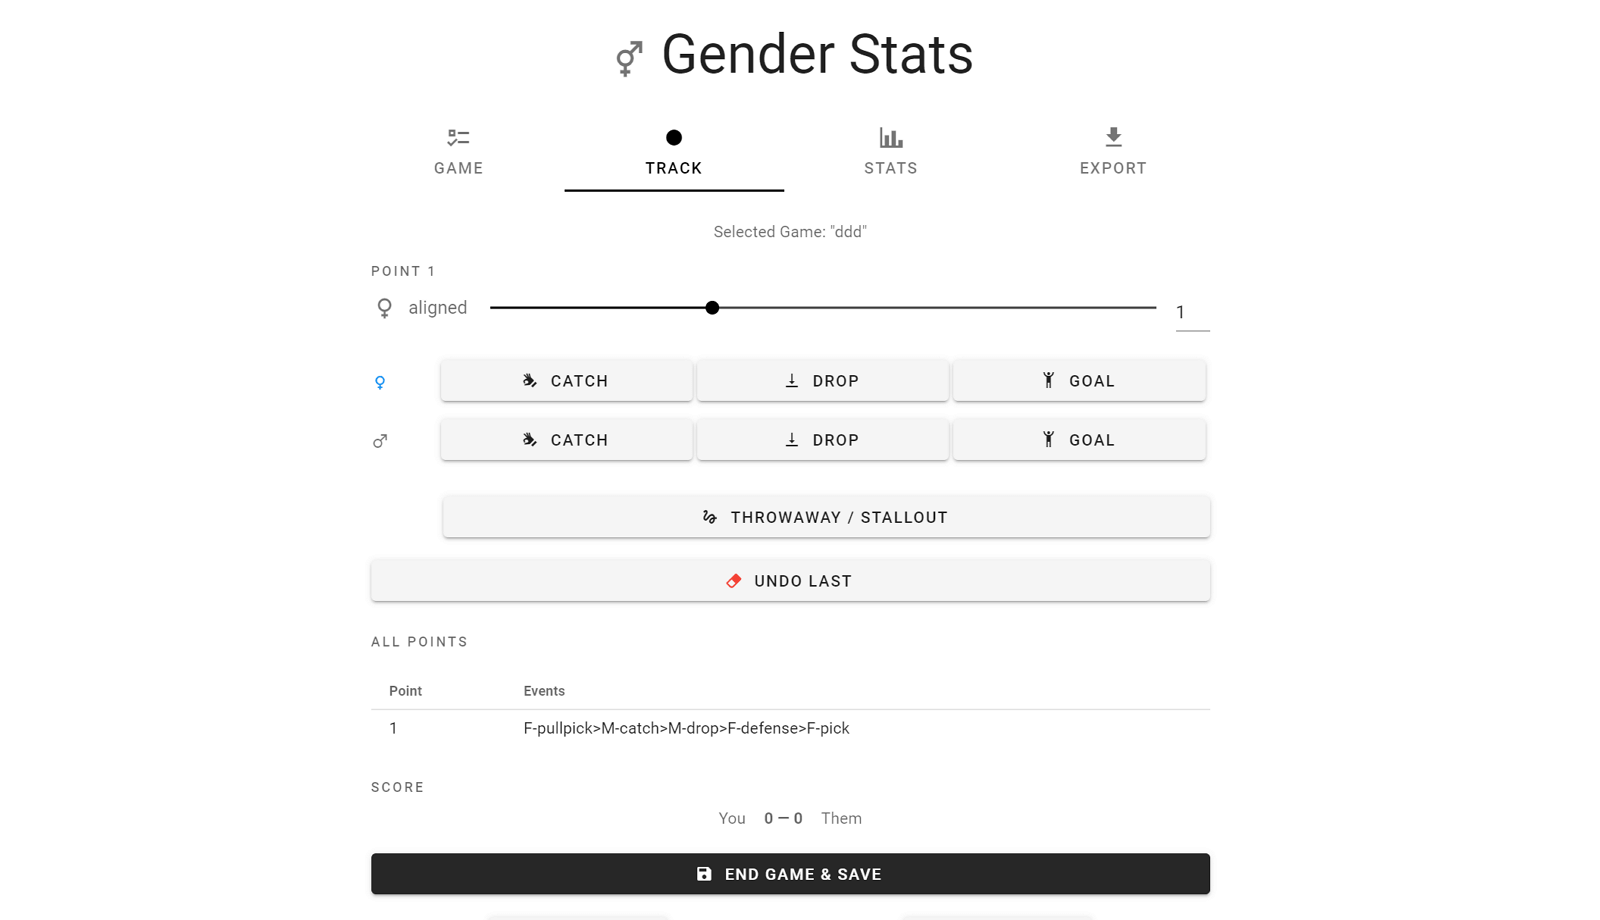 Gender Stats
GAME TRACK STATS EXPORT
Selected Game: "ddd"
POINT 1
aligned 1
CATCH DROP GOAL
CATCH DROP GOAL
THROWAWAY / STALLOUT
UNDO LAST
ALL POINTS
Point Events
1 F-pullpick>M-catch>M-drop>F-defense>F-pick
SCORE
You 0 – 0 Them
END GAME & SAVE